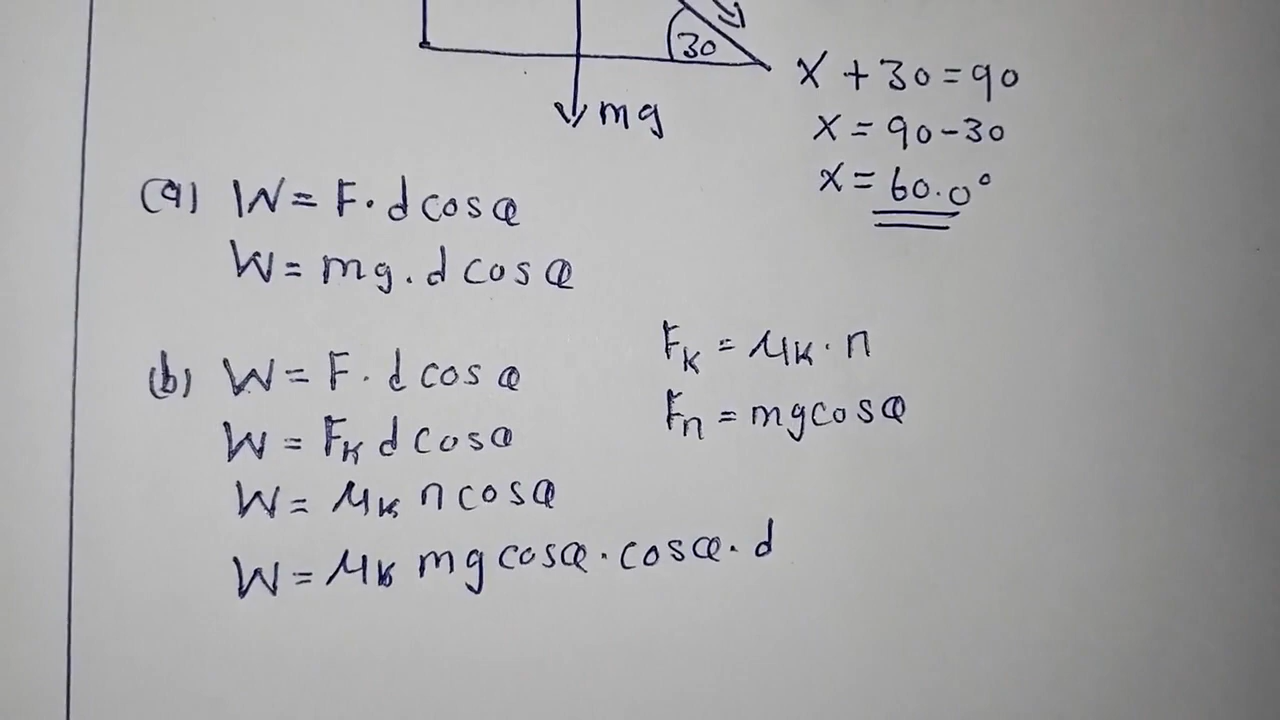 30
mg
x + 30 = 90
x = 90 - 30
x = 60.0°
(a) W = F. d cos θ
W = mg. d cos θ
(b) W = F. d cos θ
W = Fₖ d cos θ
W = μₖ n cos θ
W = μₖ mg cos θ. cos θ. d
Fₖ = μₖ. n
Fₙ = mg cos θ